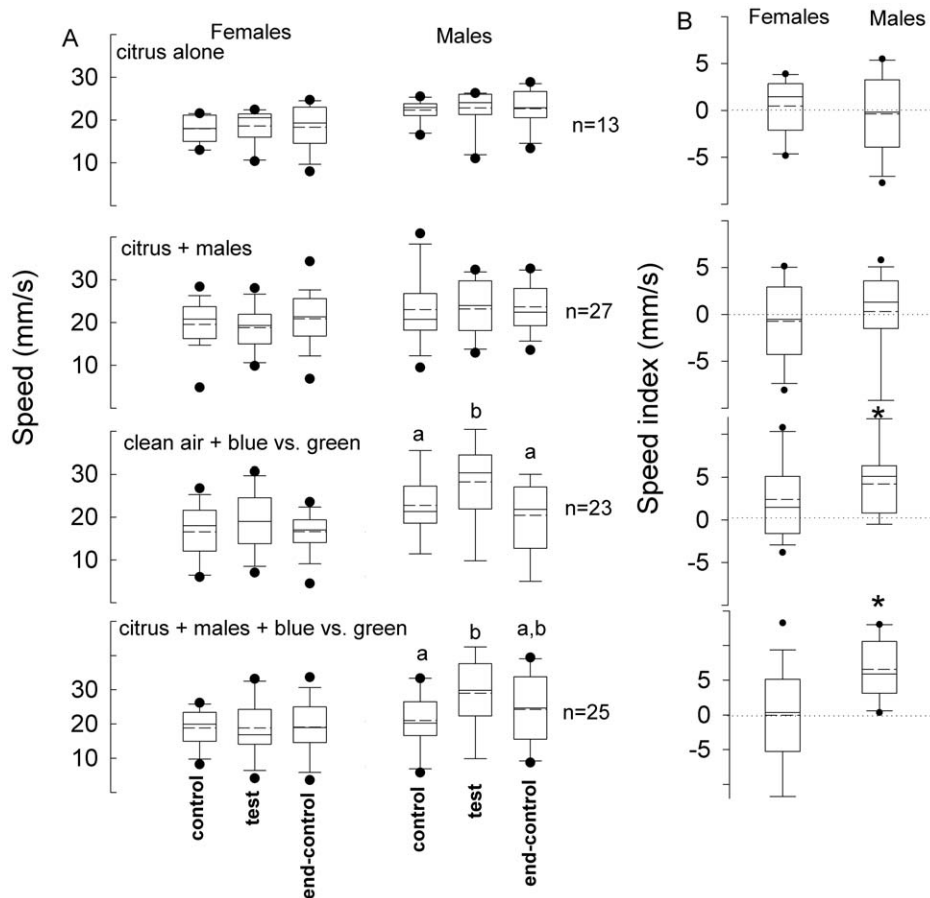 A
Females
Males
B
Females
Males
citrus alone
30
20
10
n=13
5
0
-5
citrus + males
30
20
10
n=27
5
0
-5
Speed (mm/s)
Speed index (mm/s)
clean air + blue vs. green
30
20
10
a
b
a
n=23
*
5
0
-5
citrus + males + blue vs. green
30
20
10
a
b
a,b
n=25
*
5
0
-5
control
test
end-control
control
test
end-control